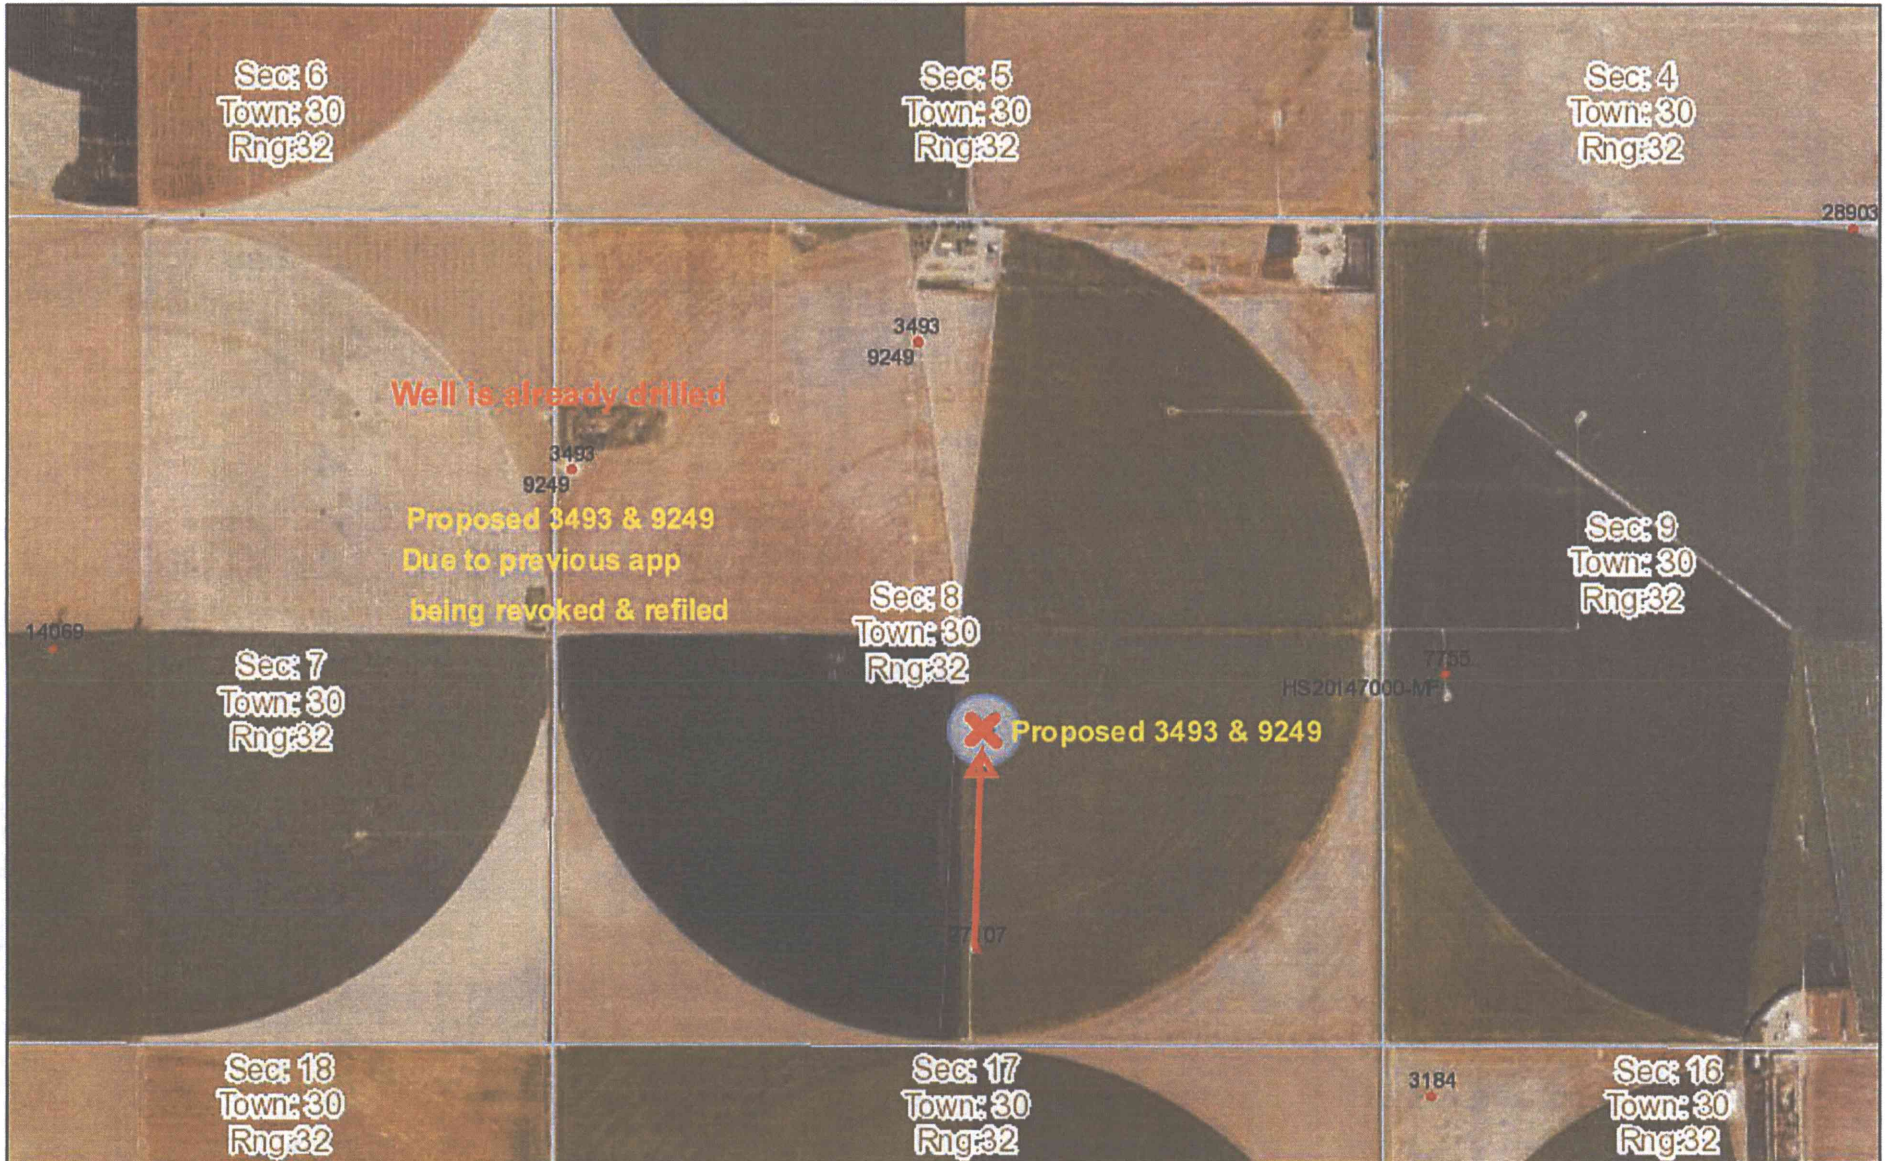 Sec: 6
Town: 30
Rng:32
Sec: 5
Town: 30
Rng:32
Sec: 4
Town: 30
Rng:32
28903
3493
9249
Well is already drilled
3493
9249
Proposed 3493 & 9249
Due to previous app
being revoked & refiled
Sec: 8
Town: 30
Rng:32
Sec: 9
Town: 30
Rng:32
14069
Sec: 7
Town: 30
Rng:32
7755
HS20147000-MF
Proposed 3493 & 9249
Sec: 18
Town: 30
Rng:32
Sec: 17
Town: 30
Rng:32
3184
Sec: 16
Town: 30
Rng:32